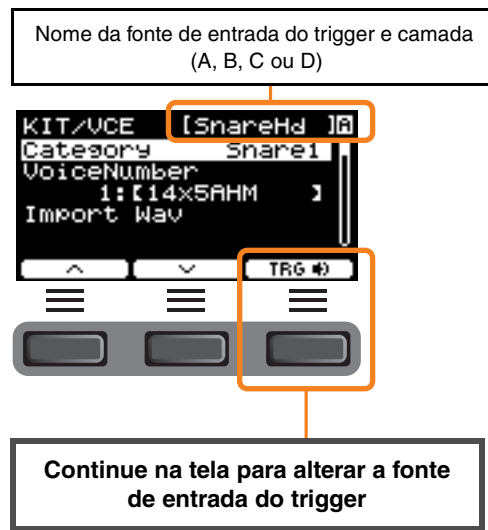 Nome da fonte de entrada do trigger e camada
(A, B, C ou D)
KIT/VCE [SnareHd ]A
Category Snare1
VoiceNumber
1:[14x5AHM ]
Import Wav
TRG
Continue na tela para alterar a fonte
de entrada do trigger